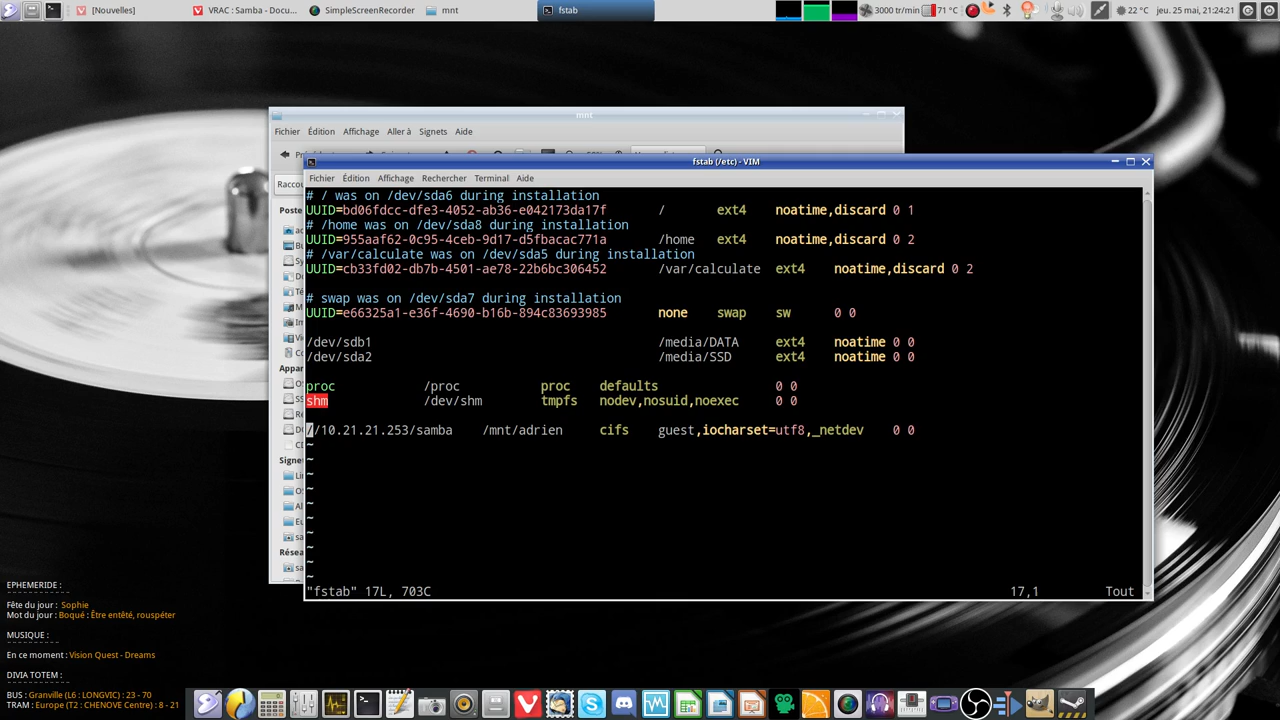 [Nouvelles] VRAC : Samba - Docu... SimpleScreenRecorder mnt fstab 3000 tr/min 71 °C 22 °C jeu. 25 mai, 21:24:21
mnt
Fichier Édition Affichage Aller à Signets Aide
fstab (/etc) - VIM
Fichier Édition Affichage Rechercher Terminal Aide
Raccou
Poste
Appar
Signe
Résea
# / was on /dev/sda6 during installation
UUID=bd06fdcc-dfe3-4052-ab36-e042173da17f / ext4 noatime,discard 0 1
# /home was on /dev/sda8 during installation
UUID=955aaf62-0c95-4ceb-9d17-d5fbacac771a /home ext4 noatime,discard 0 2
# /var/calculate was on /dev/sda5 during installation
UUID=cb33fd02-db7b-4501-ae78-22b6bc306452 /var/calculate ext4 noatime,discard 0 2
# swap was on /dev/sda7 during installation
UUID=e66325a1-e36f-4690-b16b-894c83693985 none swap sw 0 0
/dev/sdb1 /media/DATA ext4 noatime 0 0
/dev/sda2 /media/SSD ext4 noatime 0 0
proc /proc proc defaults 0 0
shm /dev/shm tmpfs nodev,nosuid,noexec 0 0
//10.21.21.253/samba /mnt/adrien cifs guest,iocharset=utf8,_netdev 0 0
~
~
~
~
~
~
~
~
~
~
"fstab" 17L, 703C 17,1 Tout
EPHEMERIDE :
Fête du jour : Sophie
Mot du jour : Boqué : Être entêté, rouspéter
MUSIQUE :
En ce moment : Vision Quest - Dreams
DIVIA TOTEM :
BUS : Granville (L6 : LONGVIC) : 23 - 70
TRAM : Europe (T2 : CHENOVE Centre) : 8 - 21